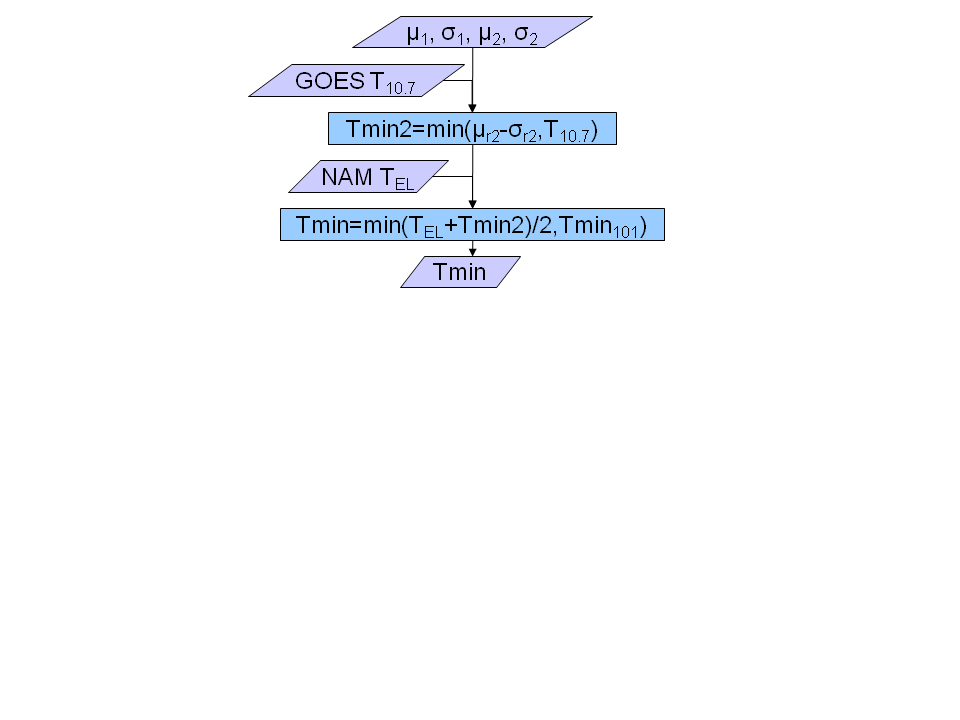 μ₁, σ₁, μ₂, σ₂
GOES T₁₀.₇
Tmin2=min(μr2-σr2,T10.7)
NAM TEL
Tmin=min(TEL+Tmin2)/2,Tmin101)
Tmin